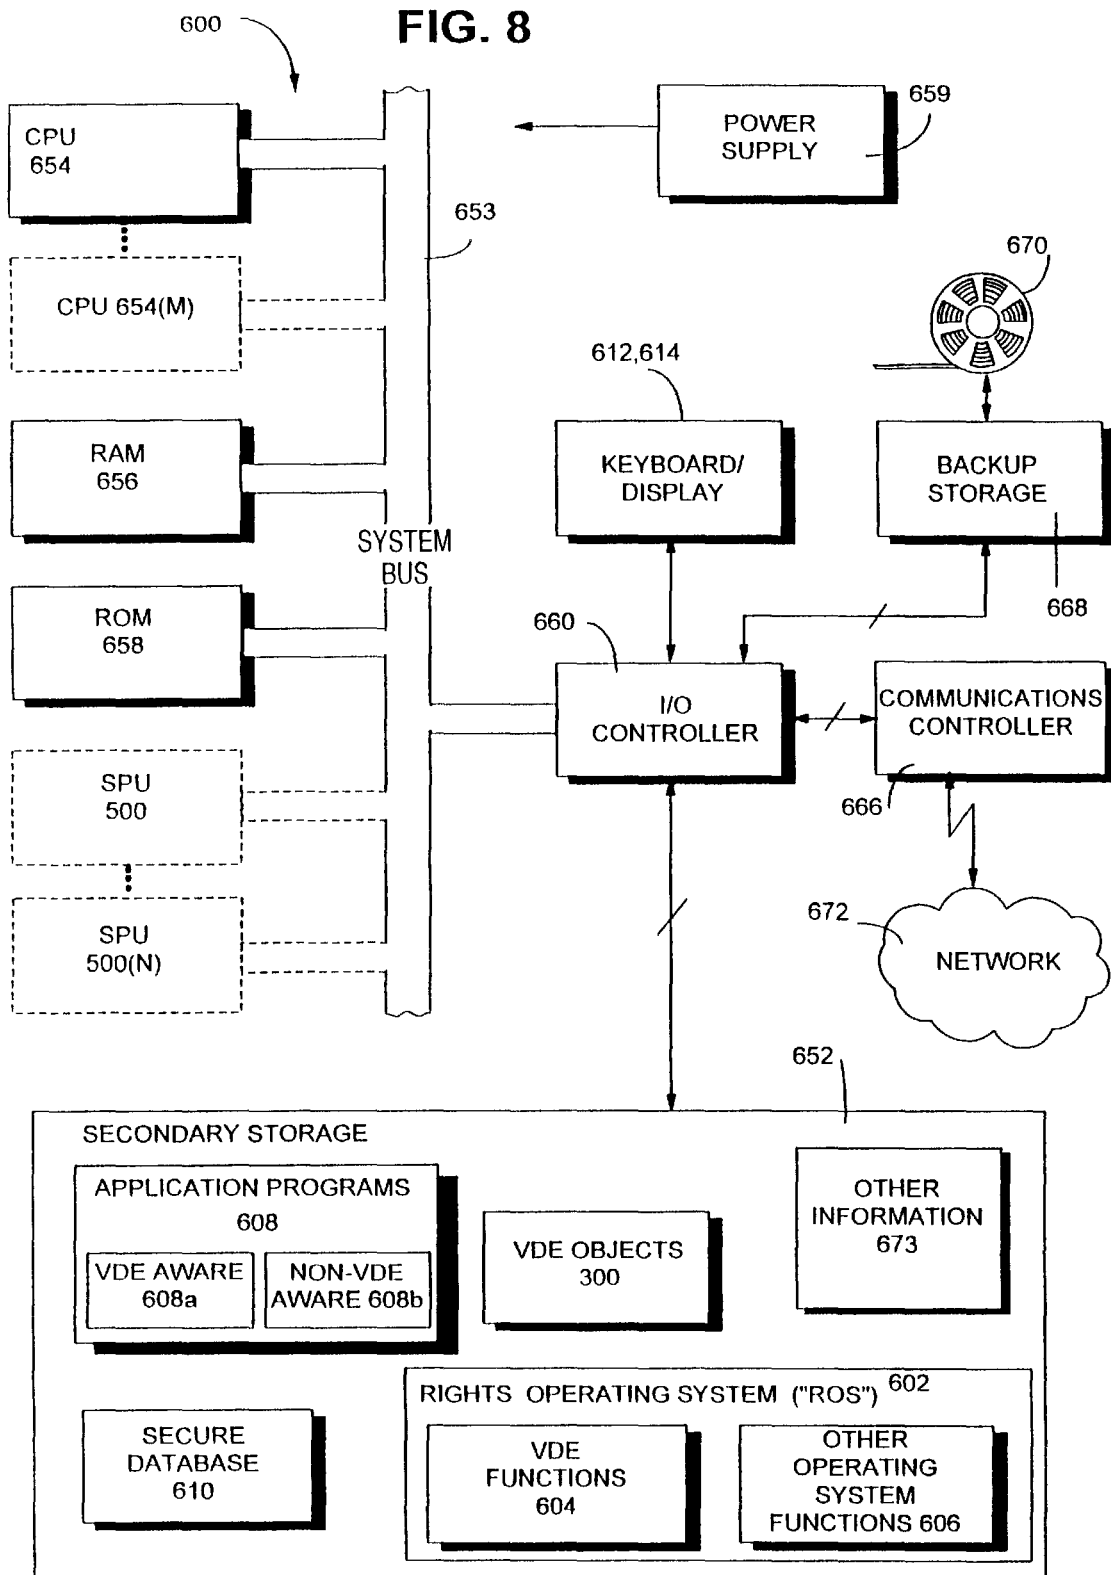 FIG. 8
600
CPU
654
CPU 654(M)
RAM
656
ROM
658
SPU
500
SPU
500(N)
653
SYSTEM
BUS
POWER
SUPPLY
659
670
612,614
KEYBOARD/
DISPLAY
BACKUP
STORAGE
668
660
I/O
CONTROLLER
COMMUNICATIONS
CONTROLLER
666
672
NETWORK
652
SECONDARY STORAGE
APPLICATION PROGRAMS
608
VDE AWARE
608a
NON-VDE
AWARE 608b
VDE OBJECTS
300
OTHER
INFORMATION
673
SECURE
DATABASE
610
RIGHTS OPERATING SYSTEM ("ROS") 602
VDE
FUNCTIONS
604
OTHER
OPERATING
SYSTEM
FUNCTIONS 606